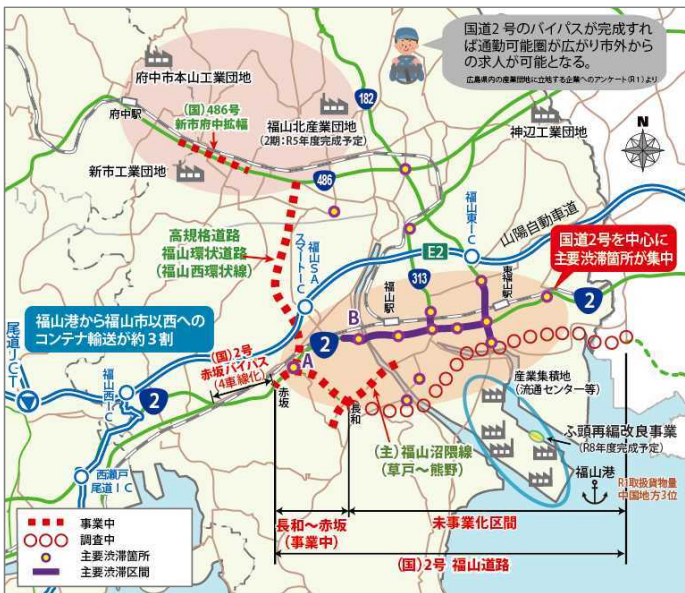 国道2号のバイパスが完成すれ
ば通勤可能圏が広がり市外から
の求人が可能となる。
広島県内の産業団地に立地する企業へのアンケート(R1)より
府中市本山工業団地
府中駅
(国)486号
新市府中拡幅
182
福山北産業団地
(2期:R5年度完成予定)
神辺工業団地
N
新市工業団地
486
高規格道路
福山環状道路
(福山西環状線)
福山SA
スマートIC
福山東IC
山陽自動車道
E2
313
国道2号を中心に
主要渋滞箇所が集中
福山駅
東福山駅
2
福山港から福山市以西への
コンテナ輸送が約3割
2
B
A
(国)2号
赤坂バイパス
(4車線化)
尾道JCT
福山西IC
2
赤坂
長和
産業集積地
(流通センター等)
西瀬戸
尾道IC
(主)福山沼隈線
(草戸~熊野)
ふ頭再編改良事業
(R8年度完成予定)
福山港
R1取扱貨物量
中国地方3位
事業中
調査中
主要渋滞箇所
主要渋滞区間
長和~赤坂
(事業中)
未事業化区間
(国)2号 福山道路